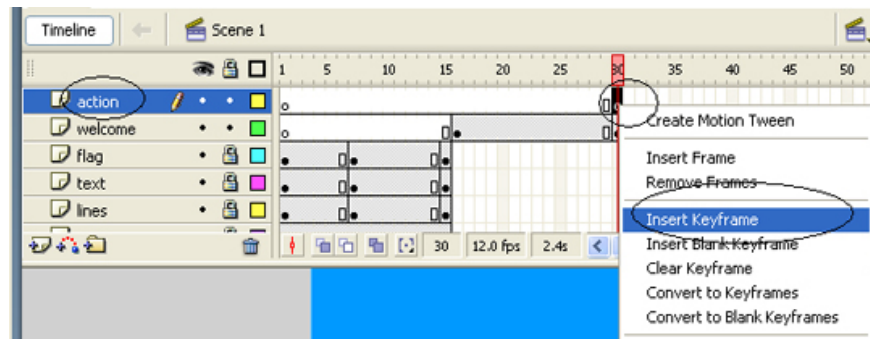 Timeline Scene 1
1 5 10 15 20 25 30 35 40 45 50
action
welcome
flag
text
lines
30 12.0 fps 2.4s
Create Motion Tween
Insert Frame
Remove Frames
Insert Keyframe
Insert Blank Keyframe
Clear Keyframe
Convert to Keyframes
Convert to Blank Keyframes